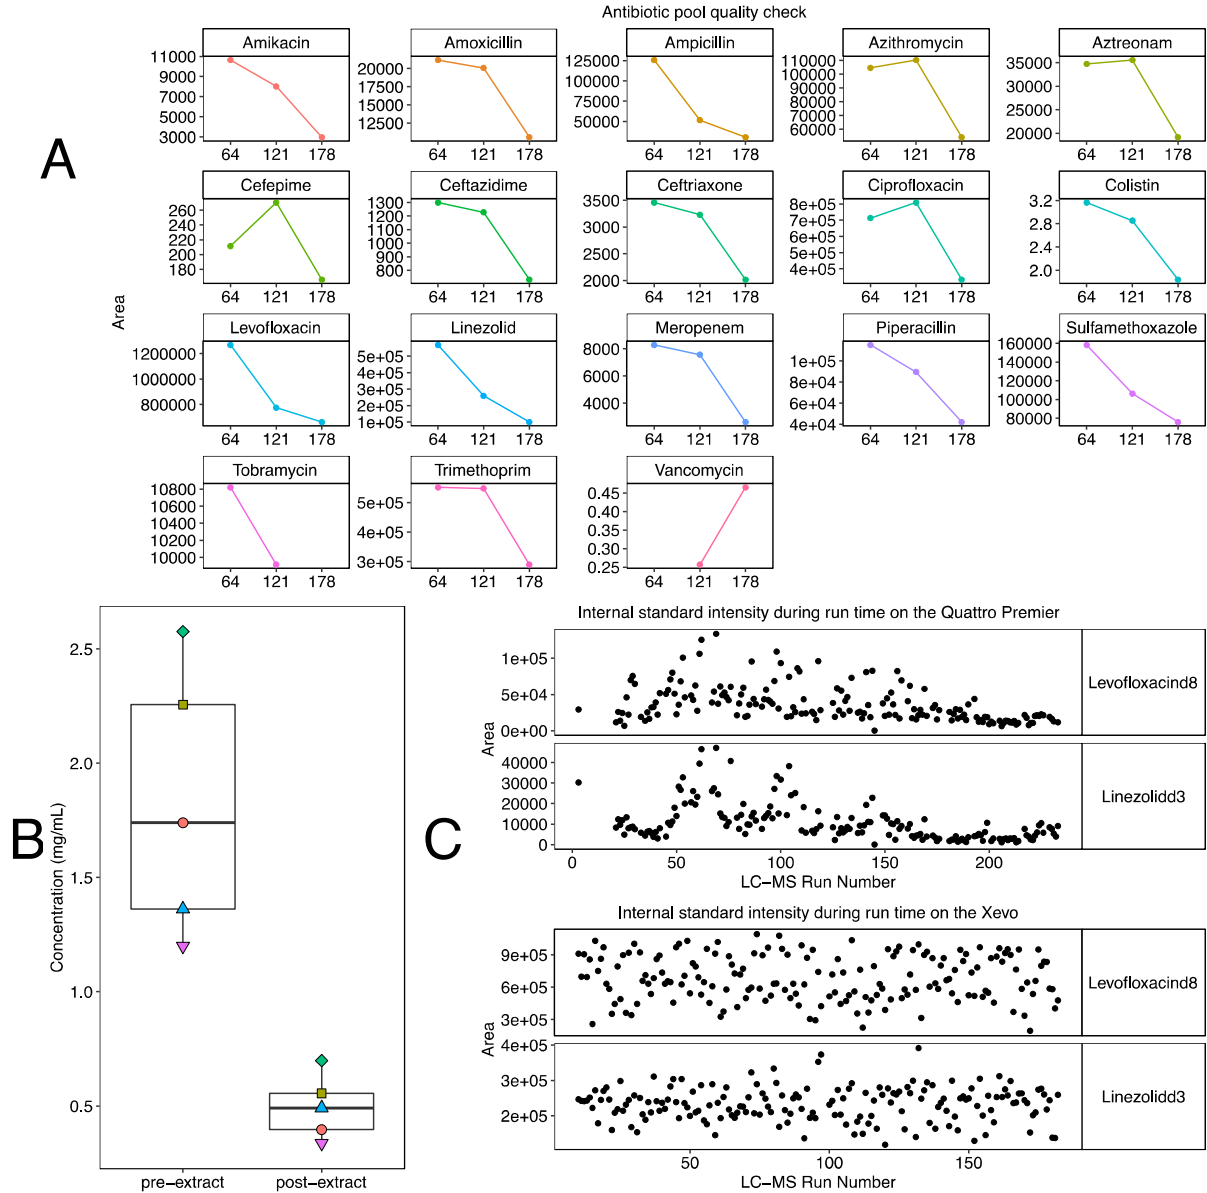 Antibiotic pool quality check
A
Area
Amikacin
11000
9000
7000
5000
3000
64 121 178
Amoxicillin
20000
17500
15000
12500
64 121 178
Ampicillin
125000
100000
75000
50000
64 121 178
Azithromycin
110000
100000
90000
80000
70000
60000
64 121 178
Aztreonam
35000
30000
25000
20000
64 121 178
Cefepime
260
240
220
200
180
64 121 178
Ceftazidime
1300
1200
1100
1000
900
800
64 121 178
Ceftriaxone
3500
3000
2500
2000
64 121 178
Ciprofloxacin
8e+05
7e+05
6e+05
5e+05
4e+05
64 121 178
Colistin
3.2
2.8
2.4
2.0
64 121 178
Levofloxacin
1200000
1000000
800000
64 121 178
Linezolid
5e+05
4e+05
3e+05
2e+05
1e+05
64 121 178
Meropenem
8000
6000
4000
64 121 178
Piperacillin
1e+05
8e+04
6e+04
4e+04
64 121 178
Sulfamethoxazole
160000
140000
120000
100000
80000
64 121 178
Tobramycin
10800
10600
10400
10200
10000
64 121 178
Trimethoprim
5e+05
4e+05
3e+05
64 121 178
Vancomycin
0.45
0.40
0.35
0.30
0.25
64 121 178
B
Concentration (mg/mL)
2.5
2.0
1.5
1.0
0.5
pre−extract post−extract
C
Internal standard intensity during run time on the Quattro Premier
Area
1e+05
5e+04
0e+00
Levofloxacind8
40000
30000
20000
10000
0
Linezolidd3
0 50 100 150 200
LC−MS Run Number
Internal standard intensity during run time on the Xevo
Area
9e+05
6e+05
3e+05
Levofloxacind8
4e+05
3e+05
2e+05
Linezolidd3
50 100 150
LC−MS Run Number